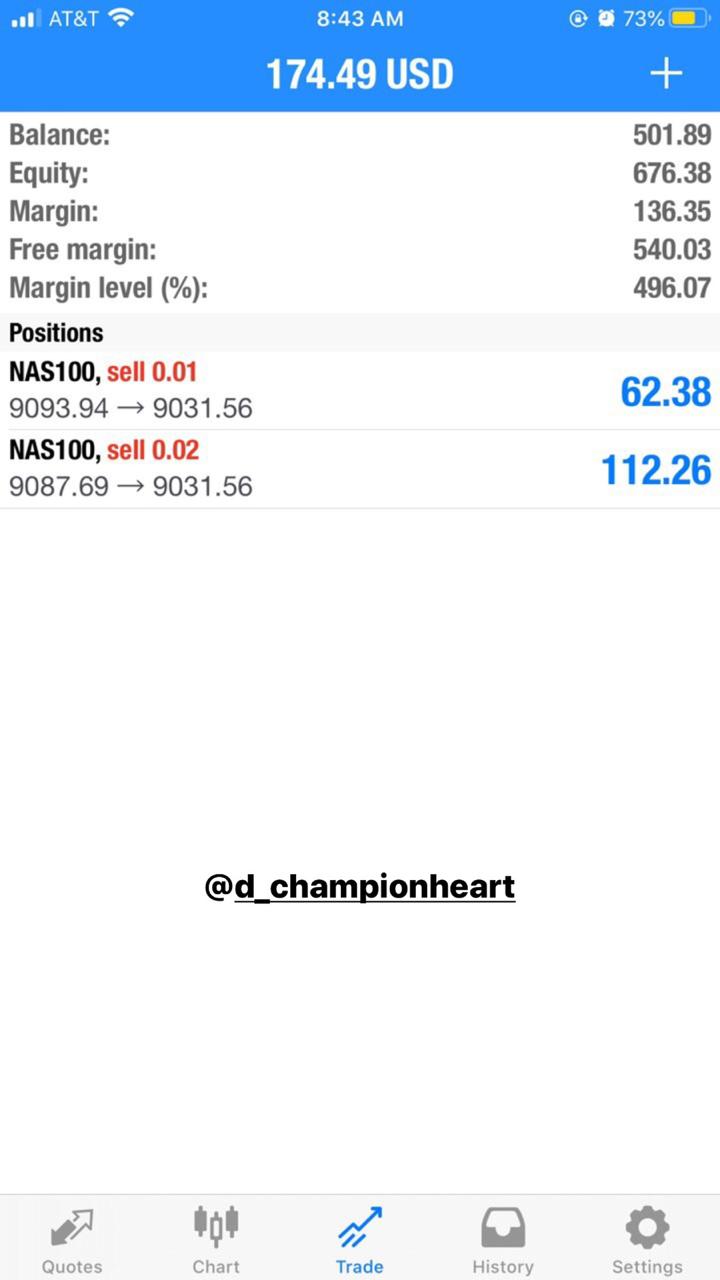 AT&T 8:43 AM 73%
174.49 USD +
Balance: 501.89
Equity: 676.38
Margin: 136.35
Free margin: 540.03
Margin level (%): 496.07
Positions
NAS100, sell 0.01 62.38
9093.94 → 9031.56
NAS100, sell 0.02 112.26
9087.69 → 9031.56
@d_championheart
Quotes Chart Trade History Settings